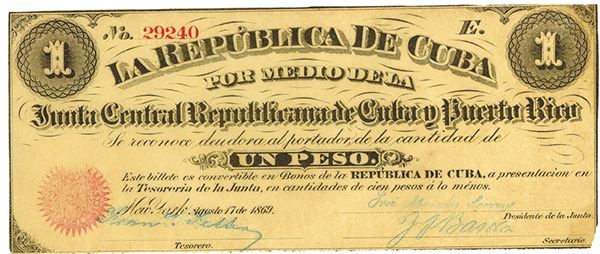 No. 29240 E.
1 LA REPÚBLICA DE CUBA 1
POR MEDIO DE LA
Junta Central Republicana de Cuba y Puerto Rico
Se reconoce deudora al portador, de la cantidad de
UN PESO.
Este billete es convertible en Bonos de la REPÚBLICA DE CUBA, a presentacion en
la Tesoreria de la Junta, en cantidades de cien pesos á lo ménos.
New York, Agosto 17 de 1869.
Presidente de la Junta.
Tesorero. Secretario.